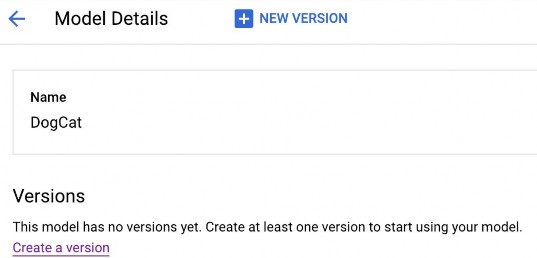 Model Details
NEW VERSION
Name
DogCat
Versions
This model has no versions yet. Create at least one version to start using your model.
Create a version